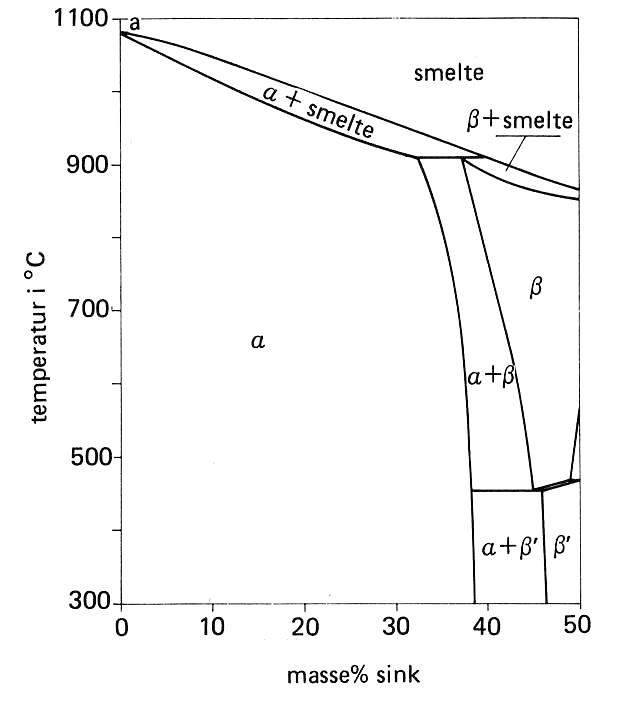 1100
a
smelte
α + smelte
β+smelte
900
β
700
α
α+β
500
α+β′
β′
300
0 10 20 30 40 50
temperatur i °C
masse% sink